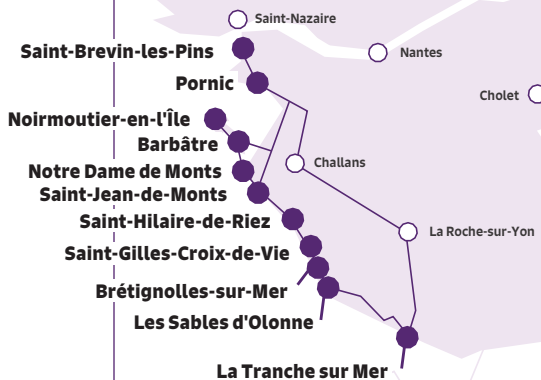 Saint-Nazaire
Saint-Brevin-les-Pins
Nantes
Pornic
Cholet
Noirmoutier-en-l'Île
Barbâtre
Challans
Notre Dame de Monts
Saint-Jean-de-Monts
Saint-Hilaire-de-Riez
La Roche-sur-Yon
Saint-Gilles-Croix-de-Vie
Brétignolles-sur-Mer
Les Sables d'Olonne
La Tranche sur Mer